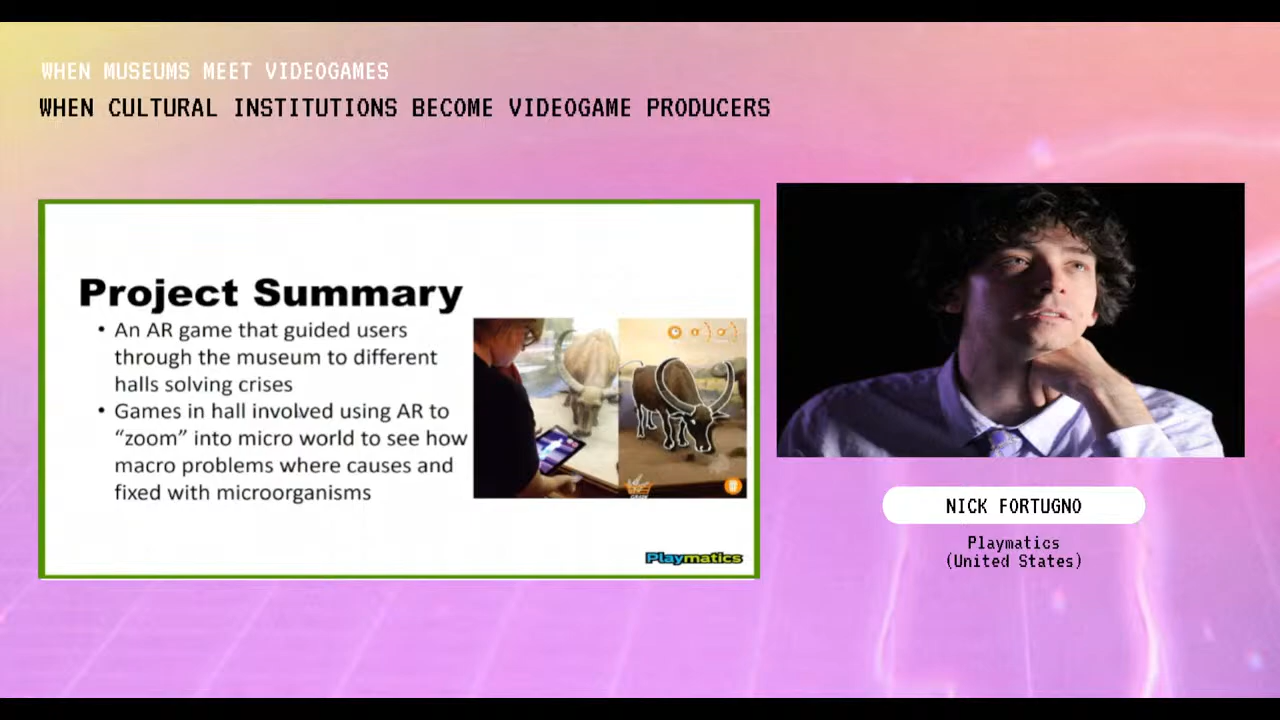 WHEN MUSEUMS MEET VIDEOGAMES
WHEN CULTURAL INSTITUTIONS BECOME VIDEOGAME PRODUCERS
Project Summary
• An AR game that guided users
through the museum to different
halls solving crises
• Games in hall involved using AR to
“zoom” into micro world to see how
macro problems where causes and
fixed with microorganisms
Playmatics
NICK FORTUGNO
Playmatics
(United States)